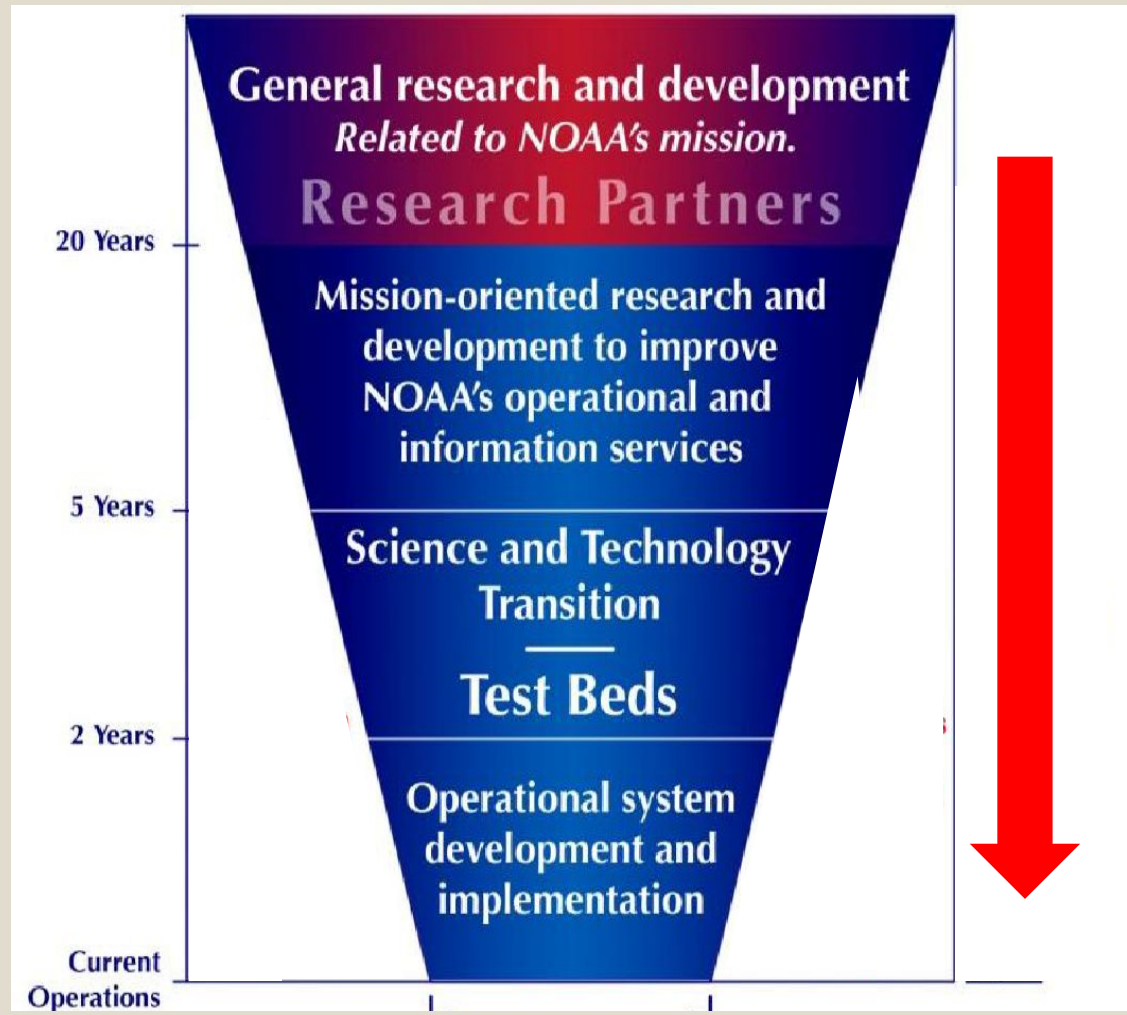 General research and development
Related to NOAA's mission.
Research Partners
20 Years
Mission-oriented research and
development to improve
NOAA's operational and
information services
5 Years
Science and Technology
Transition
Test Beds
2 Years
Operational system
development and
implementation
Current
Operations